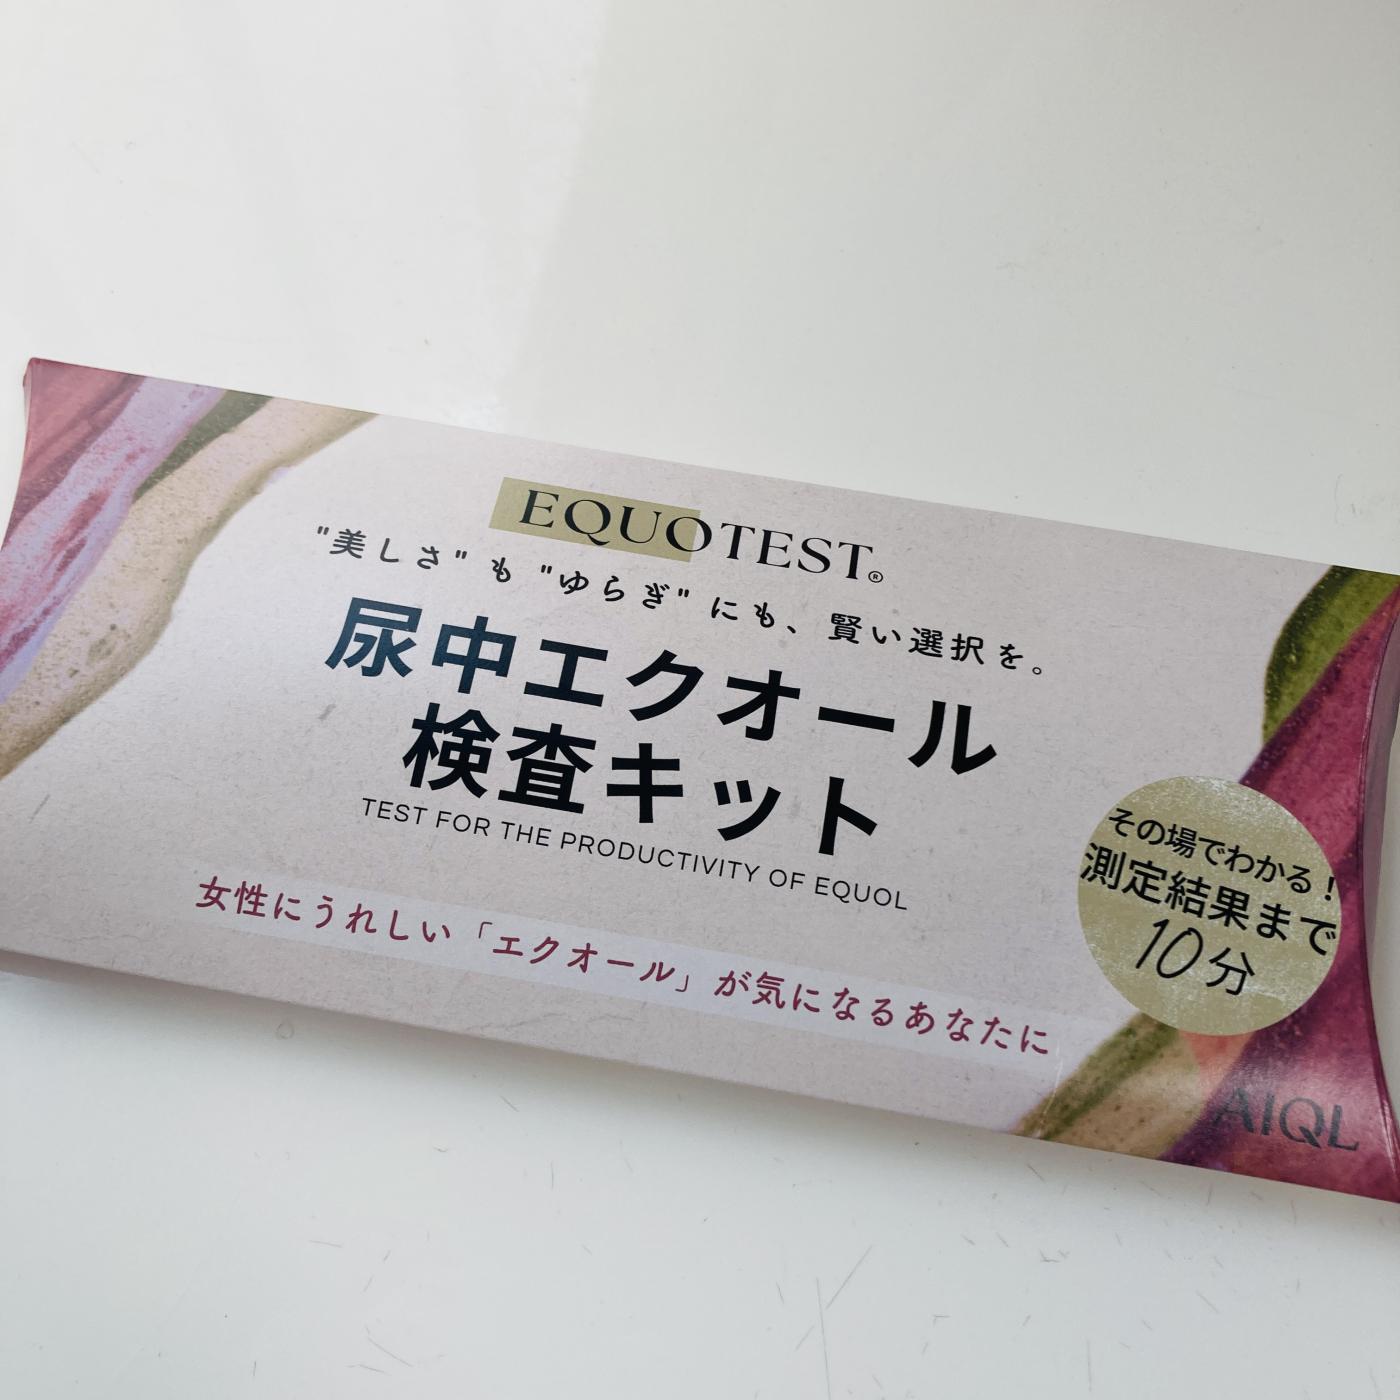 EQUOTEST®
"美しさ" も "ゆらぎ" にも、賢い選択を。
尿中エクオール
検査キット
TEST FOR THE PRODUCTIVITY OF EQUOL
女性にうれしい「エクオール」が気になるあなたに
その場でわかる！
測定結果まで
10分
AIQL